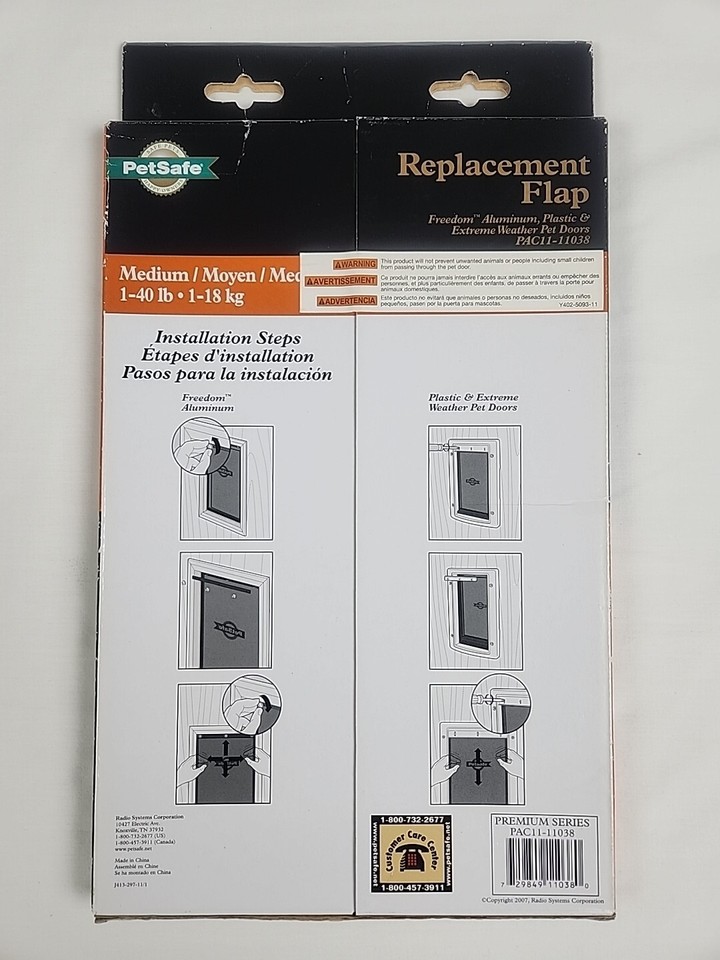 PetSafe®
Replacement
Flap
Freedom™ Aluminum, Plastic &
Extreme Weather Pet Doors
PAC11-11038
Medium / Moyen / Med
1-40 lb • 1-18 kg
WARNING This product will not prevent unwanted animals or people including small children
from passing through the pet door.
AVERTISSEMENT Ce produit ne pourra jamais interdire l'accès aux animaux errants ou empêcher des
personnes, et plus particulièrement des enfants, de passer à travers la porte pour
animaux domestiques.
ADVERTENCIA Este producto no evitará que animales o personas no deseados, incluidos niños
pequeños, pasen por la puerta para mascotas.
Y402-5093-11
Installation Steps
Étapes d'installation
Pasos para la instalación
Freedom™
Aluminum
Plastic & Extreme
Weather Pet Doors
PetSafe
Radio Systems Corporation
10427 Electric Ave.
Knoxville, TN 37932
1-800-732-2677 (US)
1-800-457-3911 (Canada)
www.petsafe.net
Made in China
Assemblé en Chine
Se ha montado en China
J413-297-11/1
1-800-732-2677
www.petsafe.net
Customer Care Center
www.petsafe.net
1-800-457-3911
PREMIUM SERIES
PAC11-11038
7 29849 11038 0
©Copyright 2007, Radio Systems Corporation